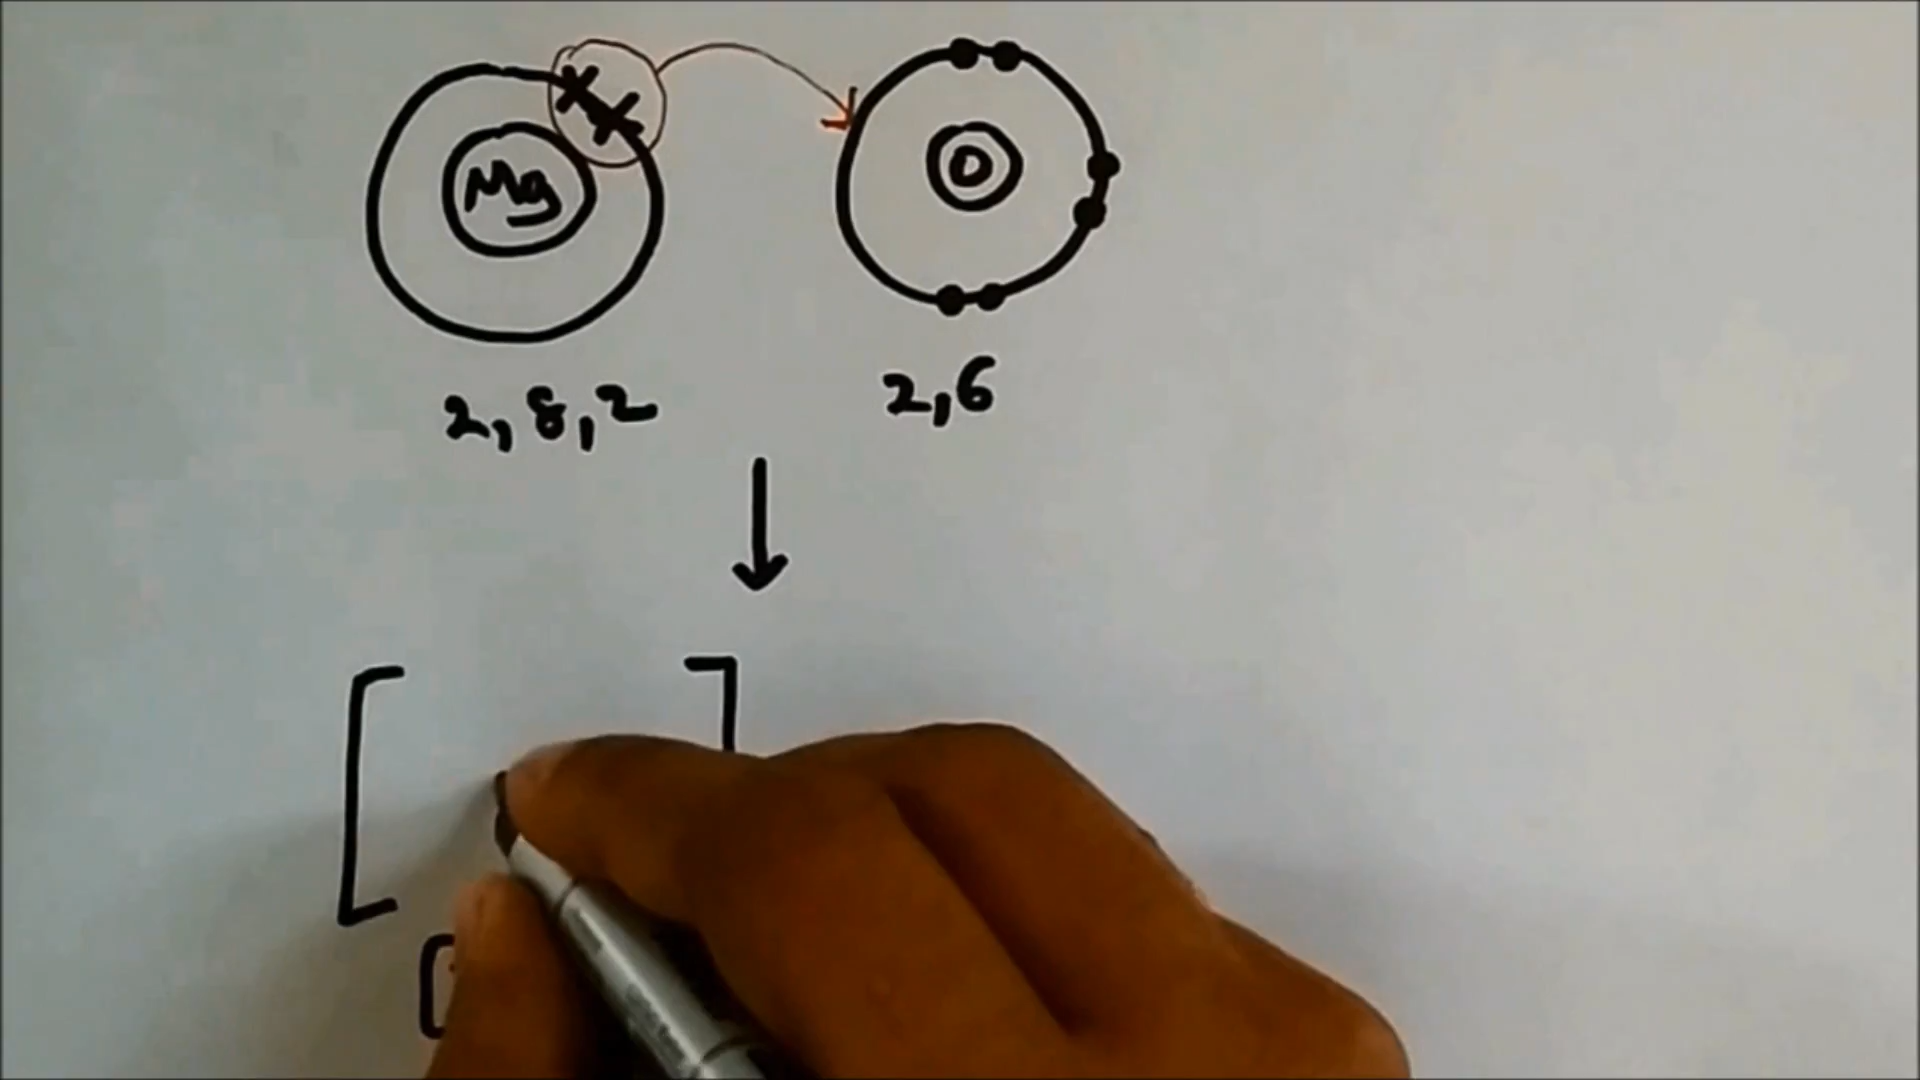 Mg O
2, 8, 2 2, 6
[ ]
[